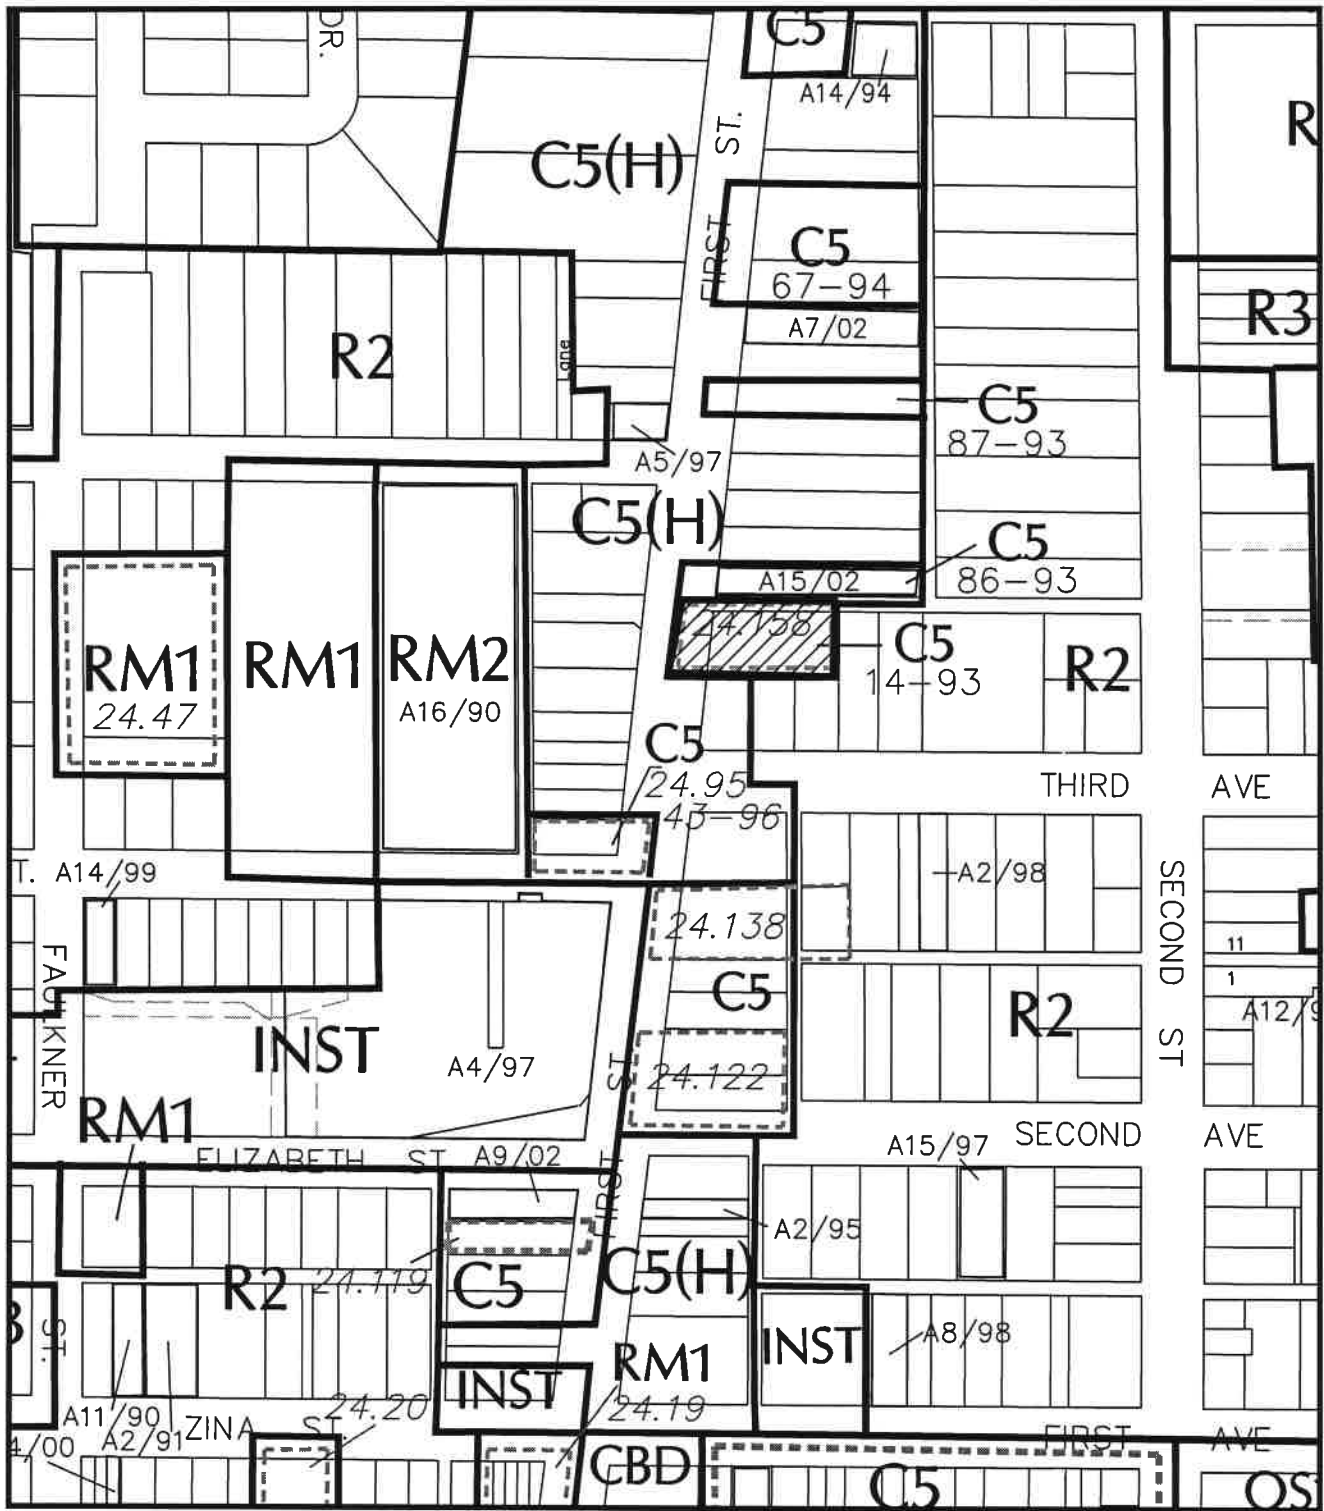 DR.
C5
A14/94
ST.
C5(H)
R
FIRST
C5
67-94
R3
A7/02
R2
Lane
C5
87-93
A5/97
C5(H)
C5
86-93
A15/02
24.158
C5
14-93
R2
RM1
24.47
RM1
RM2
A16/90
C5
24.95
43-96
THIRD AVE
T.
A14/99
A2/98
SECOND ST
24.138
11
FAULKNER
C5
1
R2
A12/9
INST
A4/97
ST
24.122
RM1
SECOND AVE
A15/97
ELIZABETH ST
A9/02
FIRST
A2/95
C5(H)
R2
24.119
C5
ST.
RM1
INST
A8/98
INST
24.20
24.19
A11/90
ZINA ST.
A2/91
4/00
FIRST AVE
CBD
C5
OS